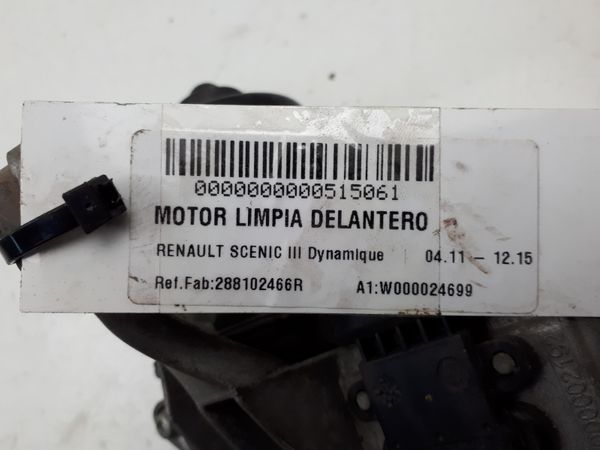 0000000000515061
MOTOR LIMPIA DELANTERO
RENAULT SCENIC III Dynamique 04.11 - 12.15
Ref.Fab:288102466R A1:W000024699